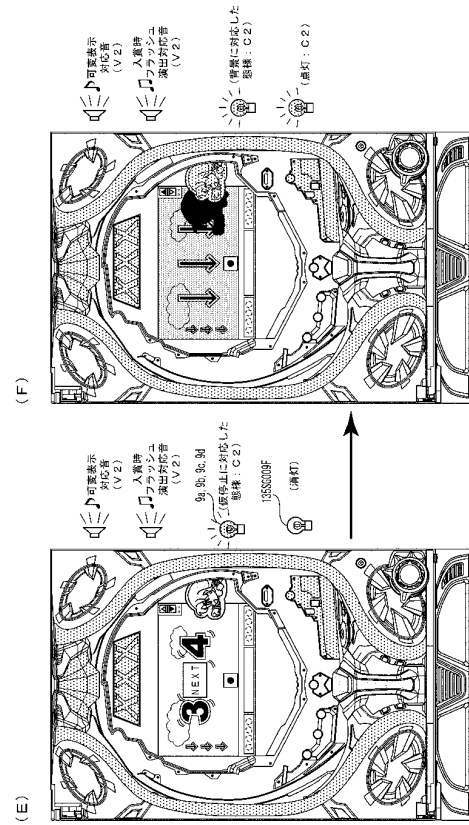 (E)
♪可変表示
対応音
(V2)
♫入賞時
フラッシュ
演出対応音
(V2)
9a, 9b, 9c, 9d
(仮停止に対応した
態様:C2)
135SG009F
(消灯)
3
NEXT
4
(F)
♪可変表示
対応音
(V2)
♫入賞時
フラッシュ
演出対応音
(V2)
(背景に対応した
態様:C2)
(点灯:C2)